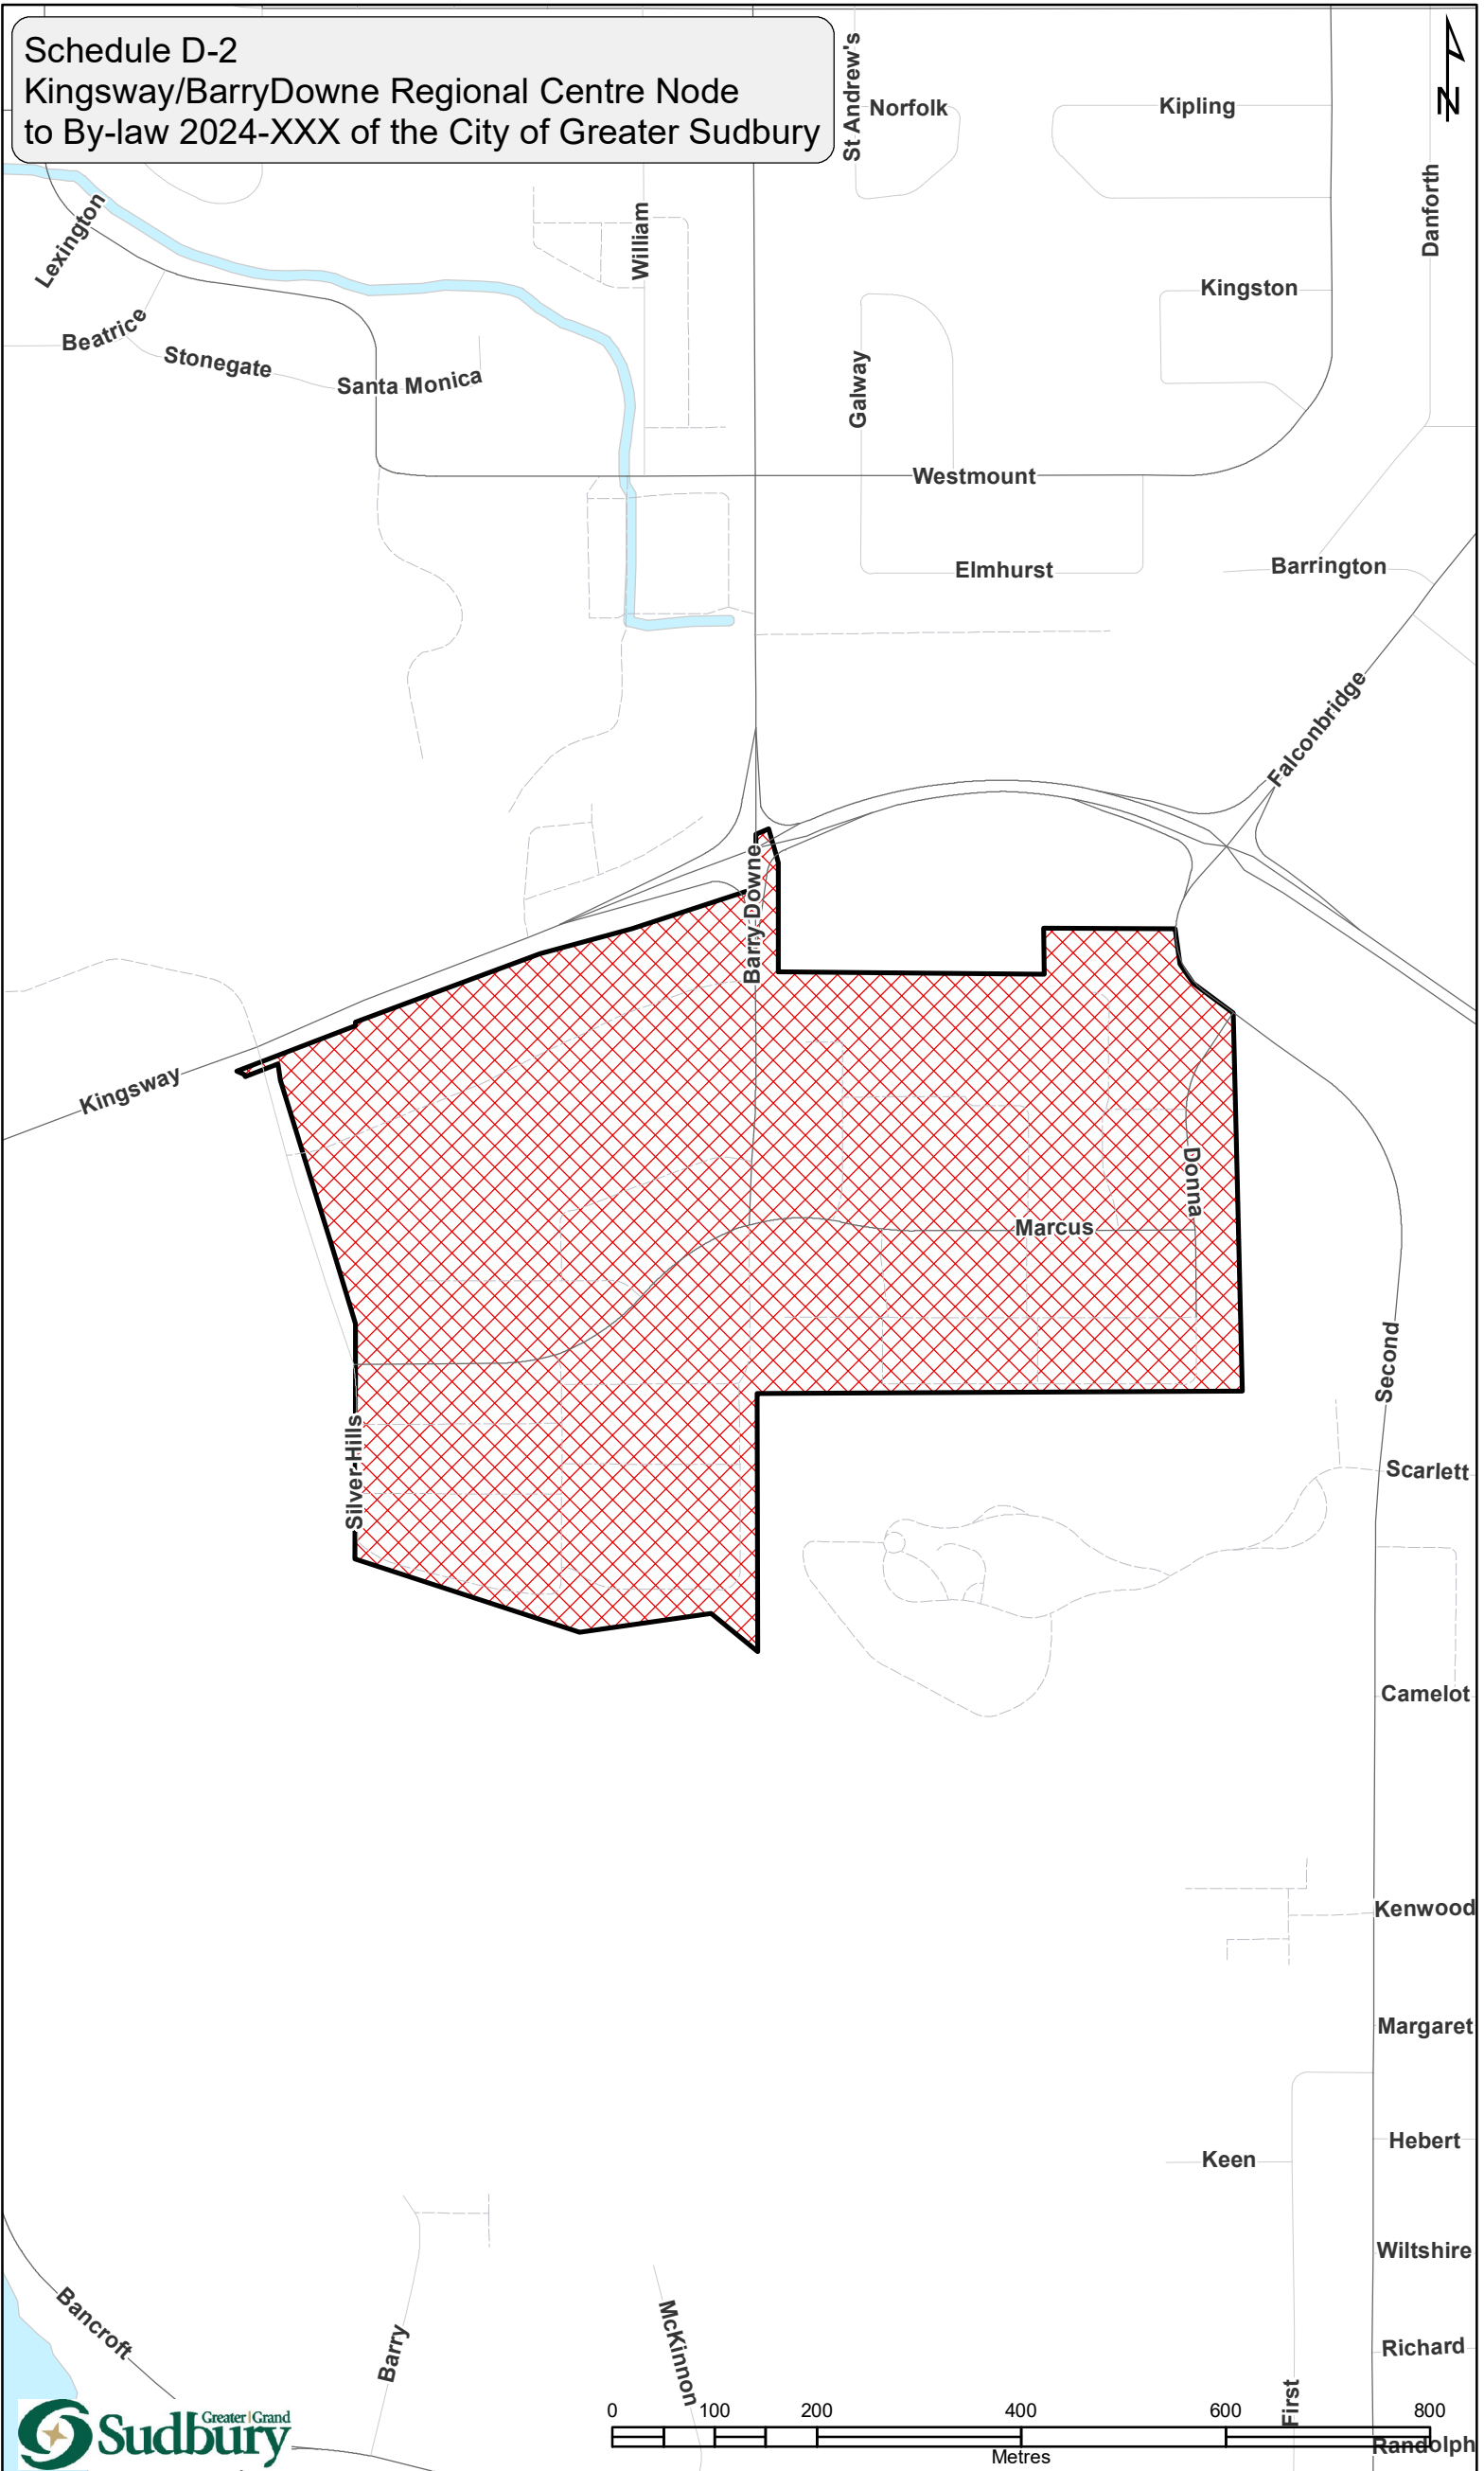 Schedule D-2
Kingsway/BarryDowne Regional Centre Node
to By-law 2024-XXX of the City of Greater Sudbury
N
St Andrew's
Norfolk
Kipling
Danforth
Lexington
William
Kingston
Beatrice
Stonegate
Santa Monica
Galway
Westmount
Elmhurst
Barrington
Falconbridge
Barry Downe
Kingsway
Donna
Marcus
Second
Silver Hills
Scarlett
Camelot
Kenwood
Margaret
Hebert
Keen
Wiltshire
Bancroft
Barry
McKinnon
Richard
First
Greater Grand
Sudbury
0 100 200 400 600 800
Metres
Randolph